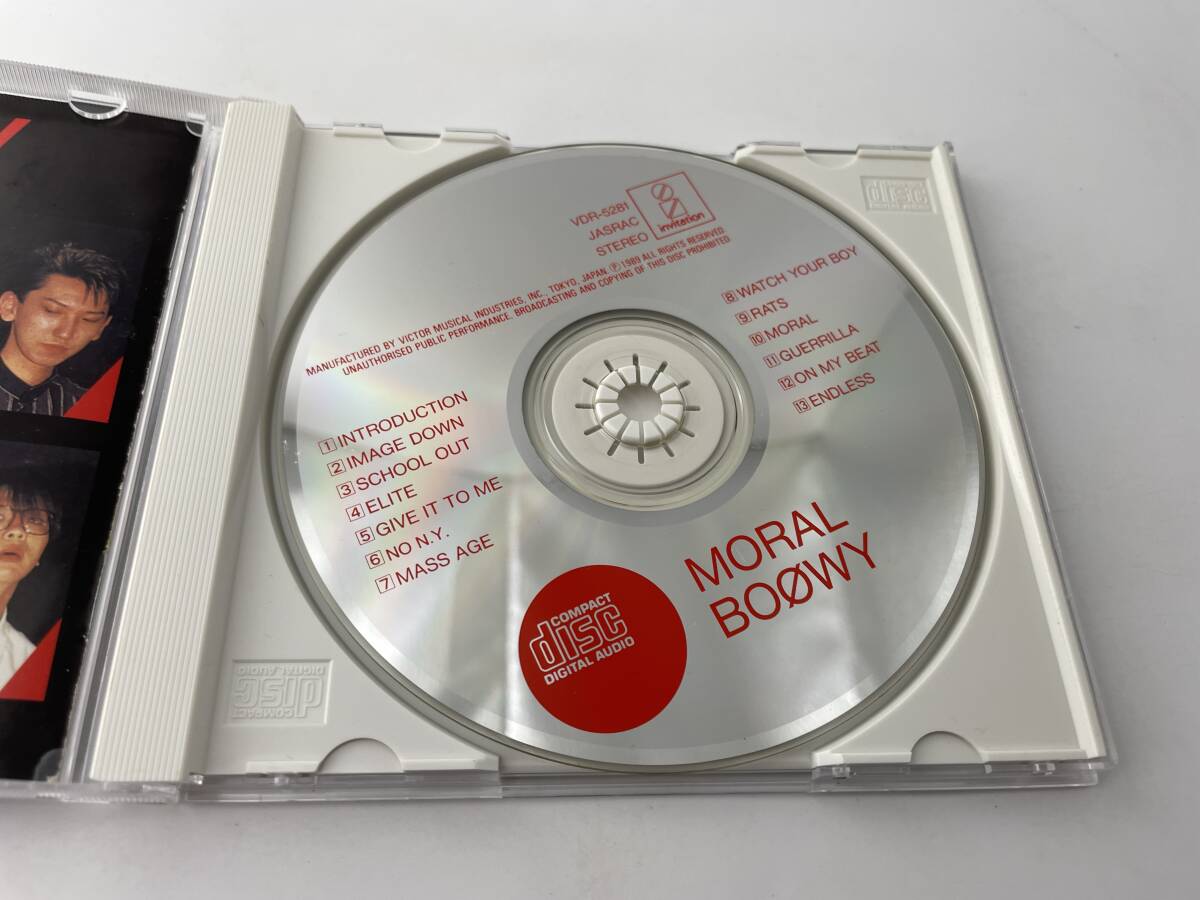 VDR-5281
JASRAC
STEREO
invitation
MANUFACTURED BY VICTOR MUSICAL INDUSTRIES, INC., TOKYO, JAPAN. Ⓟ 1989 ALL RIGHTS RESERVED
UNAUTHORISED PUBLIC PERFORMANCE, BROADCASTING AND COPYING OF THIS DISC PROHIBITED
1 INTRODUCTION
2 IMAGE DOWN
3 SCHOOL OUT
4 ELITE
5 GIVE IT TO ME
6 NO N.Y.
7 MASS AGE
8 WATCH YOUR BOY
9 RATS
10 MORAL
11 GUERRILLA
12 ON MY BEAT
13 ENDLESS
MORAL
BOØWY
COMPACT
disc
DIGITAL AUDIO
disc
DIGITAL AUDIO
COMPACT
disc
DIGITAL AUDIO